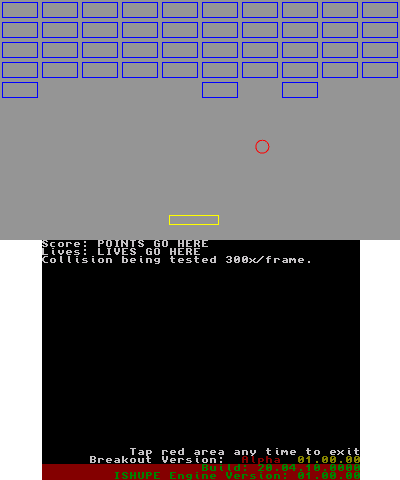 Score: POINTS GO HERE
Lives: LIVES GO HERE
Collision being tested 300x/frame.
Tap red area any time to exit
Breakout Version: Alpha 01.00.00
Build: 20.04.10.0000
ISHUPE Engine Version: 01.00.00